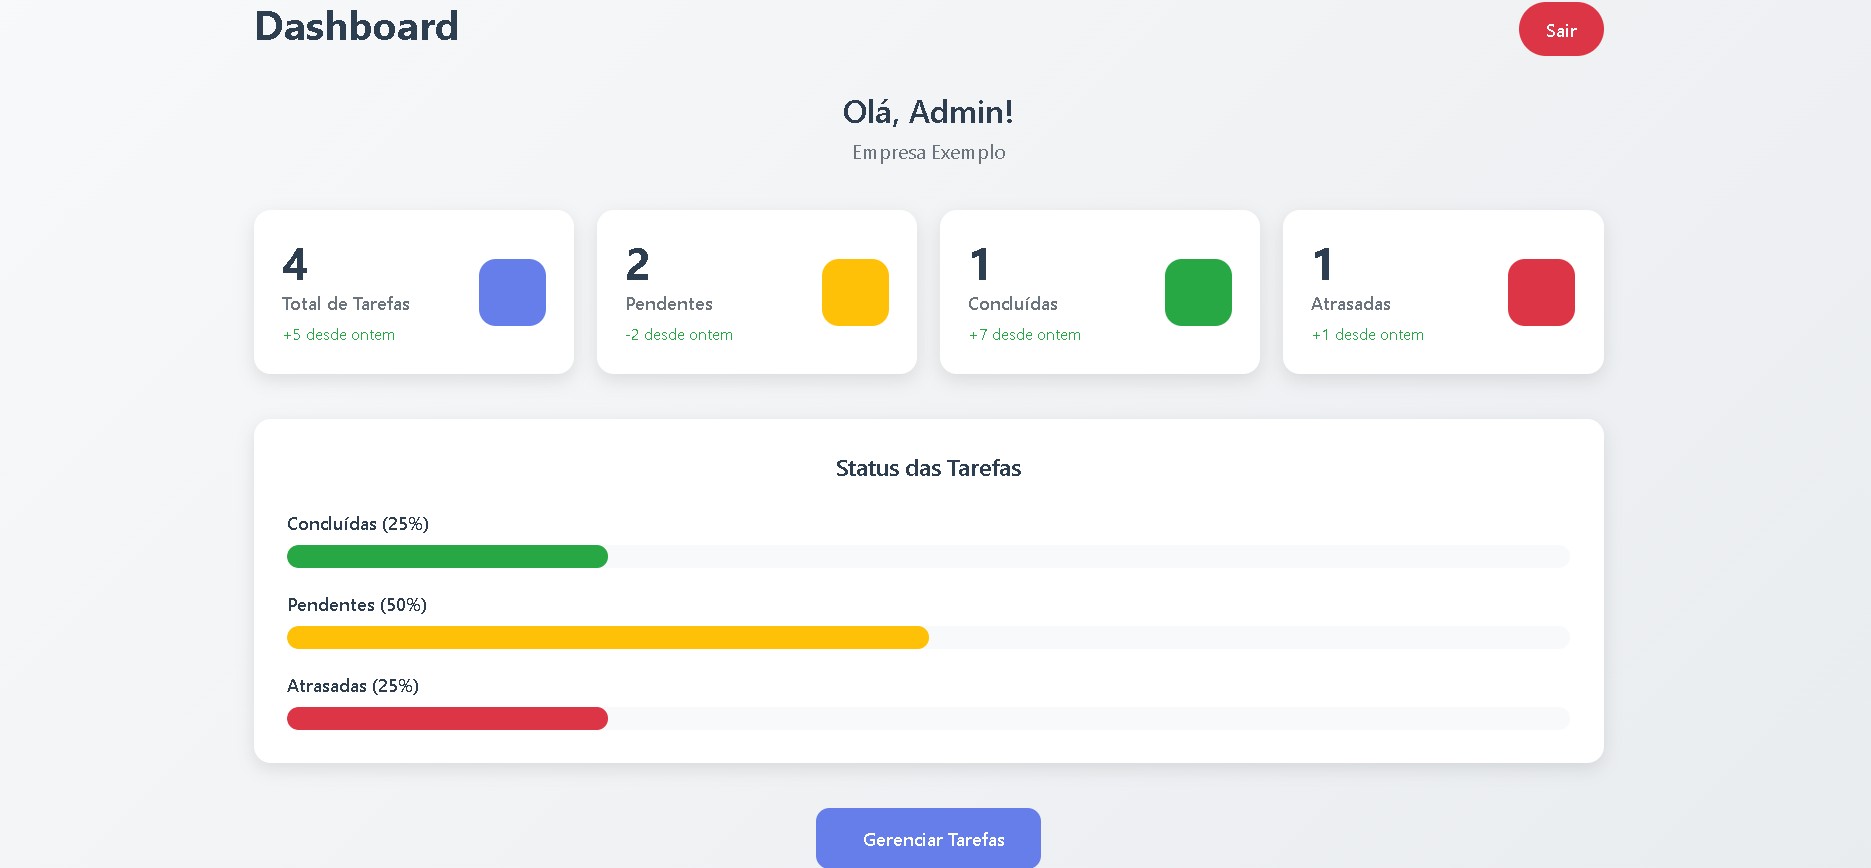 Dashboard
Sair
Olá, Admin!
Empresa Exemplo
4
Total de Tarefas
+5 desde ontem
2
Pendentes
-2 desde ontem
1
Concluídas
+7 desde ontem
1
Atrasadas
+1 desde ontem
Status das Tarefas
Concluídas (25%)
Pendentes (50%)
Atrasadas (25%)
Gerenciar Tarefas